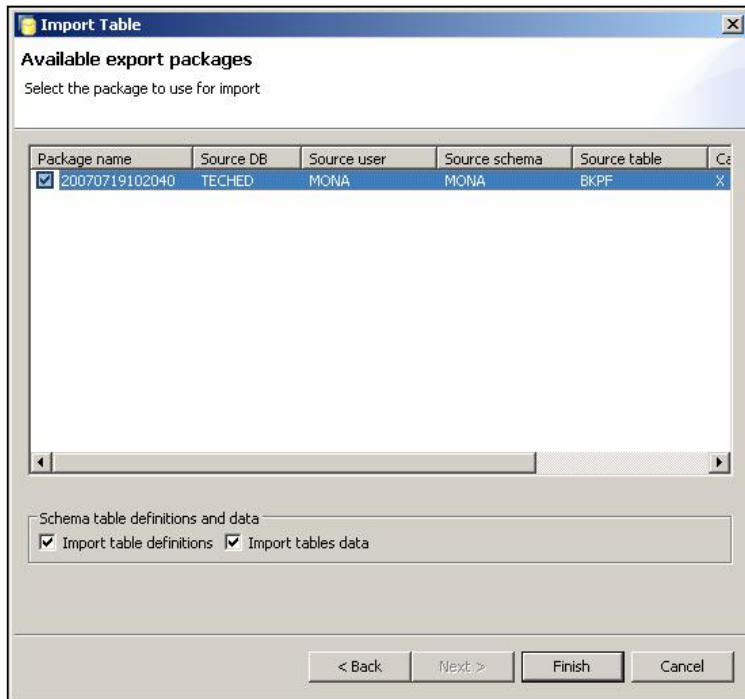 Import Table
Available export packages
Select the package to use for import
Package name Source DB Source user Source schema Source table Ca
20070719102040 TECHED MONA MONA BKPF X
Schema table definitions and data
Import table definitions Import tables data
< Back Next > Finish Cancel